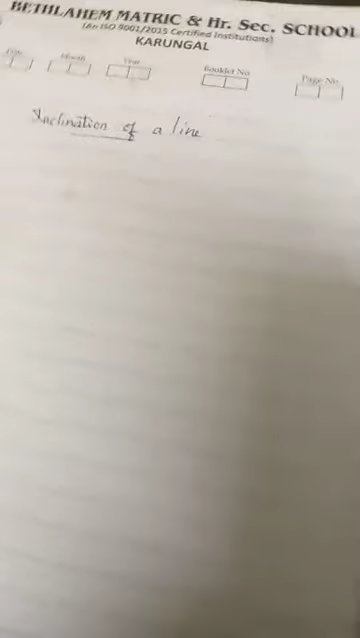 BETHLAHEM MATRIC & Hr. Sec. SCHOOL
(An ISO 9001/2015 Certified Institutions)
KARUNGAL
Date Month Year Booklet No Page No.
Inclination of a line